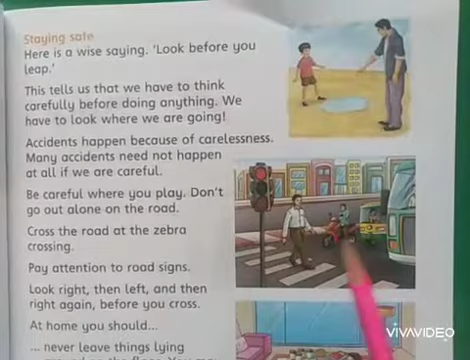 Staying safe
Here is a wise saying. 'Look before you
leap.'
This tells us that we have to think
carefully before doing anything. We
have to look where we are going!
Accidents happen because of carelessness.
Many accidents need not happen
at all if we are careful.
Be careful where you play. Don't
go out alone on the road.
Cross the road at the zebra
crossing.
Pay attention to road signs.
Look right, then left, and then
right again, before you cross.
At home you should...
... never leave things lying
VIVAVIDEO